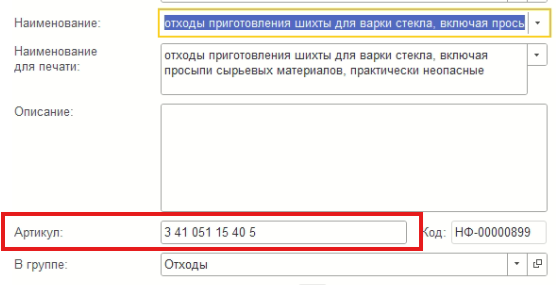 Наименование: отходы приготовления шихты для варки стекла, включая прось
Наименование
для печати:
отходы приготовления шихты для варки стекла, включая
просыпи сырьевых материалов, практически неопасные
Описание:
Артикул: 3 41 051 15 40 5 Код: НФ-00000899
В группе: Отходы